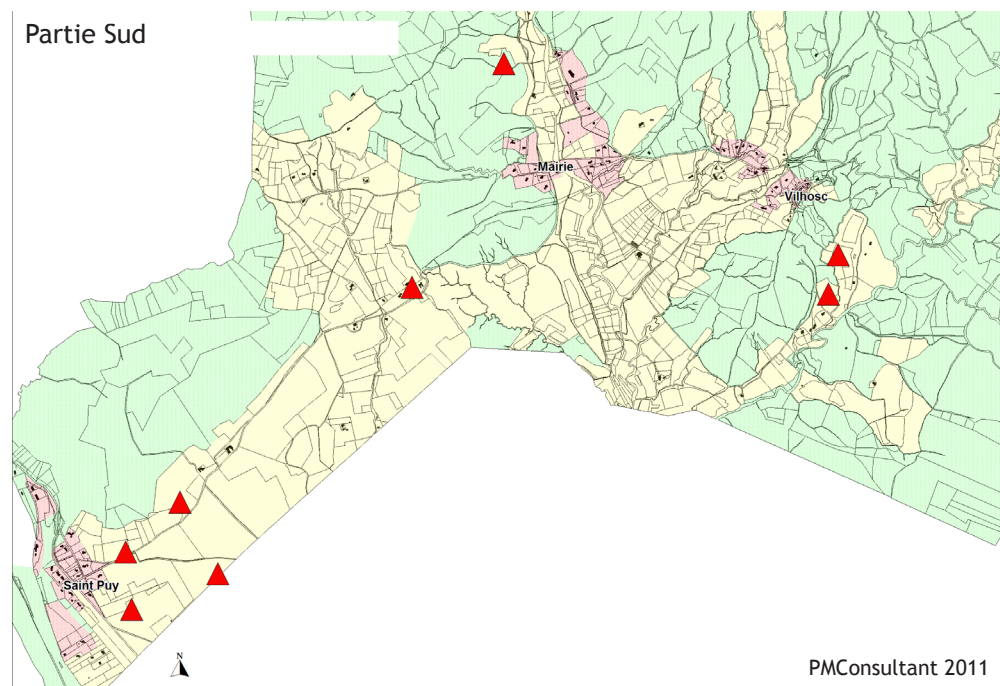 Partie Sud
Mairie
Vilhosc
Saint Puy
N
PMConsultant 2011